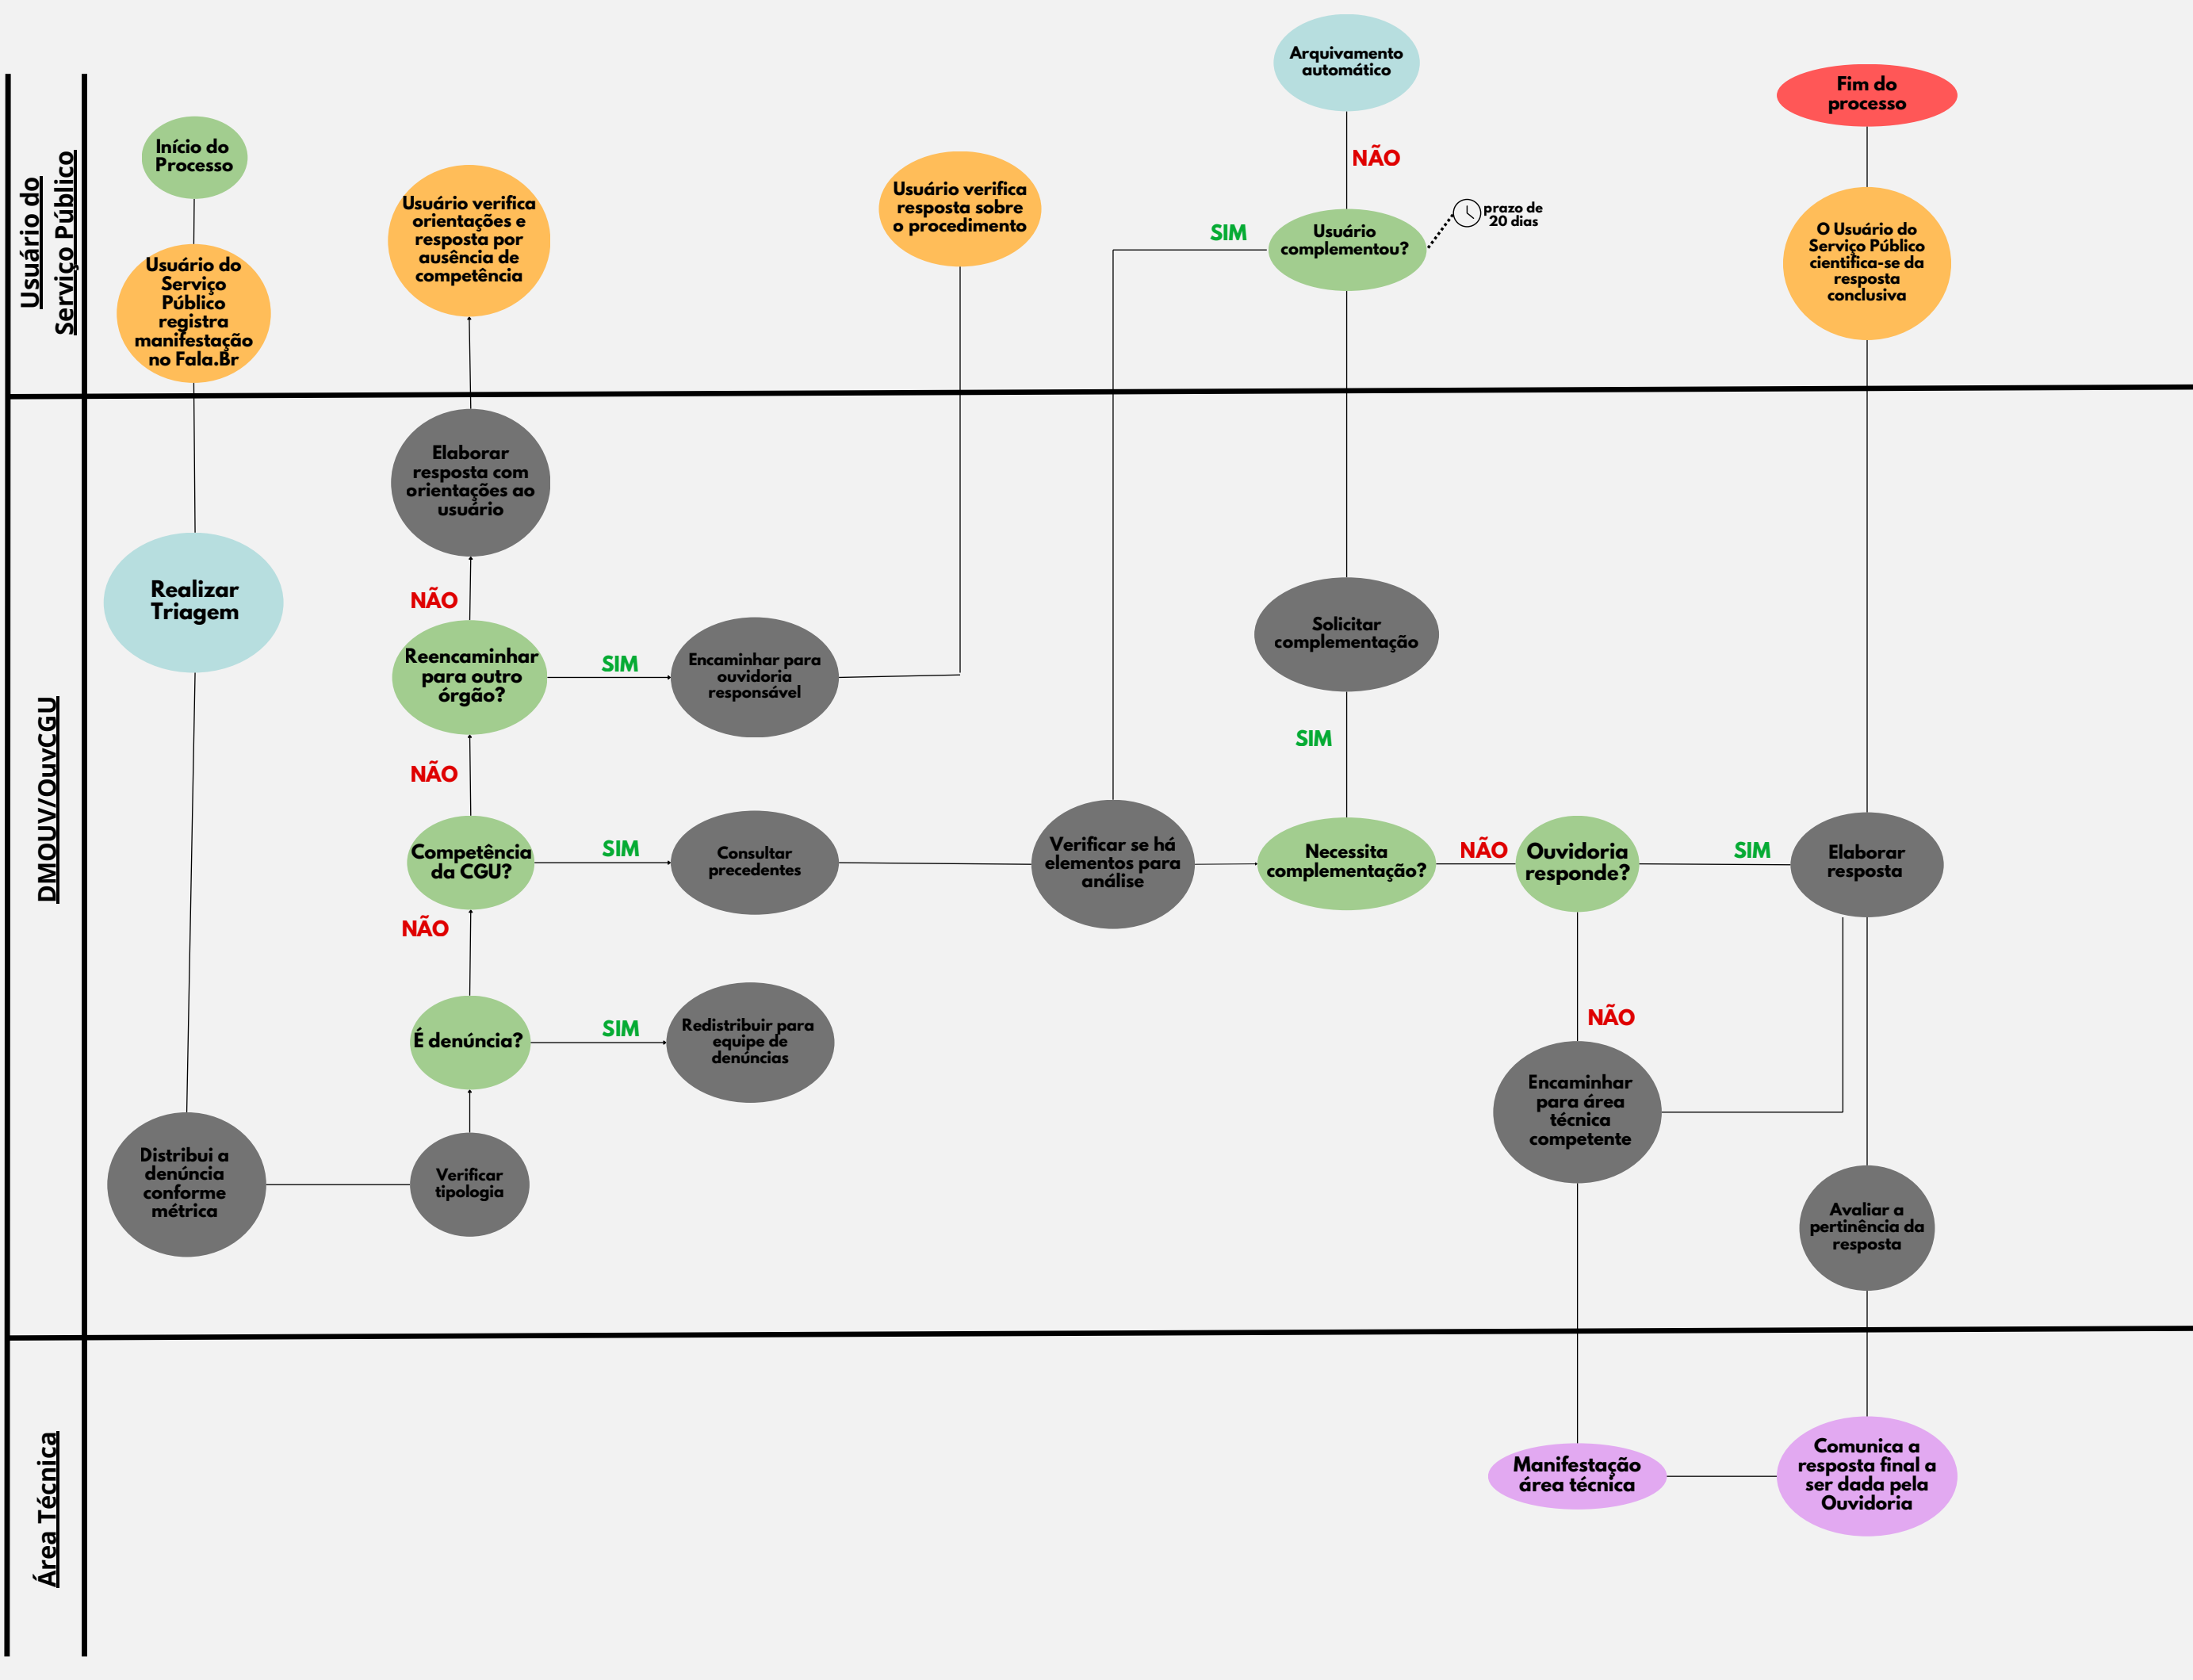 Usuário do
Serviço Público
Início do
Processo
Usuário do
Serviço
Público
registra
manifestação
no Fala.Br
Usuário verifica
orientações e
resposta por
ausência de
competência
Usuário verifica
resposta sobre
o procedimento
Arquivamento
automático
NÃO
SIM
Usuário
complementou?
prazo de
20 dias
Fim do
processo
O Usuário do
Serviço Público
cientifica-se da
resposta
conclusiva
DMOUV/OuvCGU
Realizar
Triagem
Distribui a
denúncia
conforme
métrica
Elaborar
resposta com
orientações ao
usuário
NÃO
Reencaminhar
para outro
órgão?
SIM
Encaminhar para
ouvidoria
responsável
NÃO
Competência
da CGU?
SIM
Consultar
precedentes
NÃO
É denúncia?
SIM
Redistribuir para
equipe de
denúncias
Verificar
tipologia
Verificar se há
elementos para
análise
Solicitar
complementação
SIM
Necessita
complementação?
NÃO
Ouvidoria
responde?
SIM
Elaborar
resposta
NÃO
Encaminhar
para área
técnica
competente
Avaliar a
pertinência da
resposta
Área Técnica
Manifestação
área técnica
Comunica a
resposta final a
ser dada pela
Ouvidoria